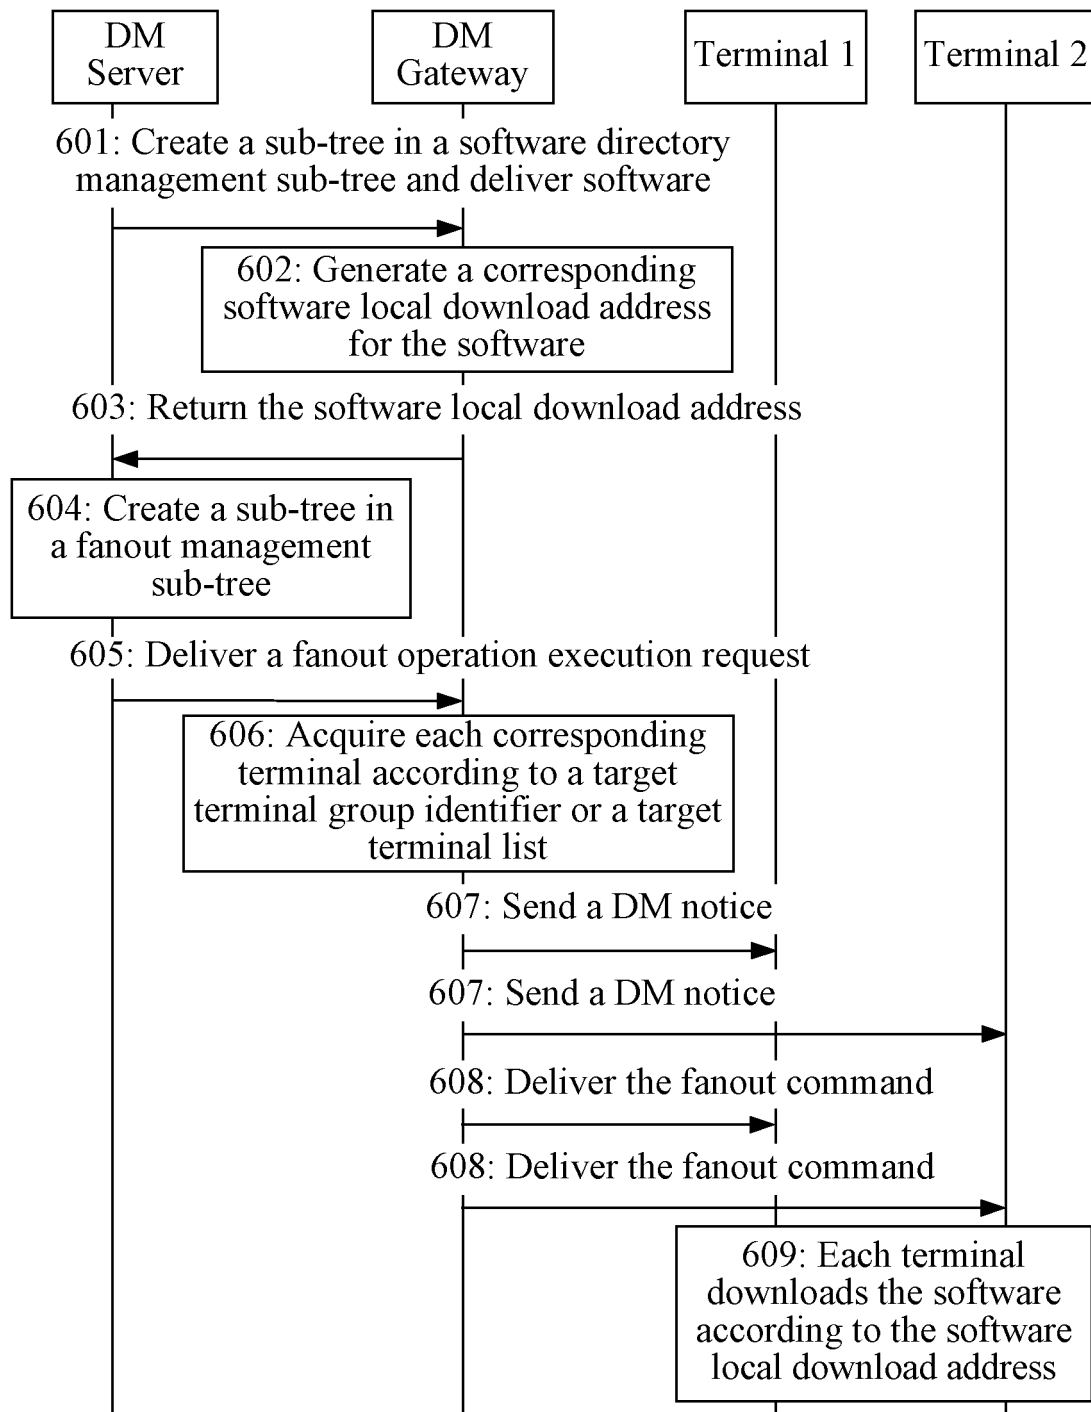 DM
Server
DM
Gateway
Terminal 1
Terminal 2
601: Create a sub-tree in a software directory
management sub-tree and deliver software
602: Generate a corresponding
software local download address
for the software
603: Return the software local download address
604: Create a sub-tree in
a fanout management
sub-tree
605: Deliver a fanout operation execution request
606: Acquire each corresponding
terminal according to a target
terminal group identifier or a target
terminal list
607: Send a DM notice
607: Send a DM notice
608: Deliver the fanout command
608: Deliver the fanout command
609: Each terminal
downloads the software
according to the software
local download address